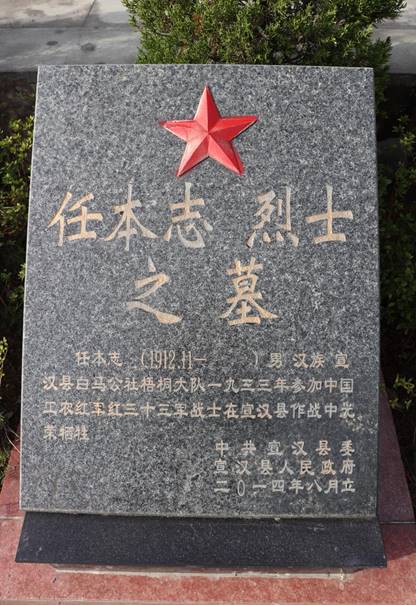 任本志 烈士
之墓
任本志 (1912.11— ) 男 汉族 宣
汉县白马公社梧桐大队一九三三年参加中国
工农红军红三十三军战士在宣汉县作战中光
荣牺牲
中共宣汉县委
宣汉县人民政府
二0一四年八月立